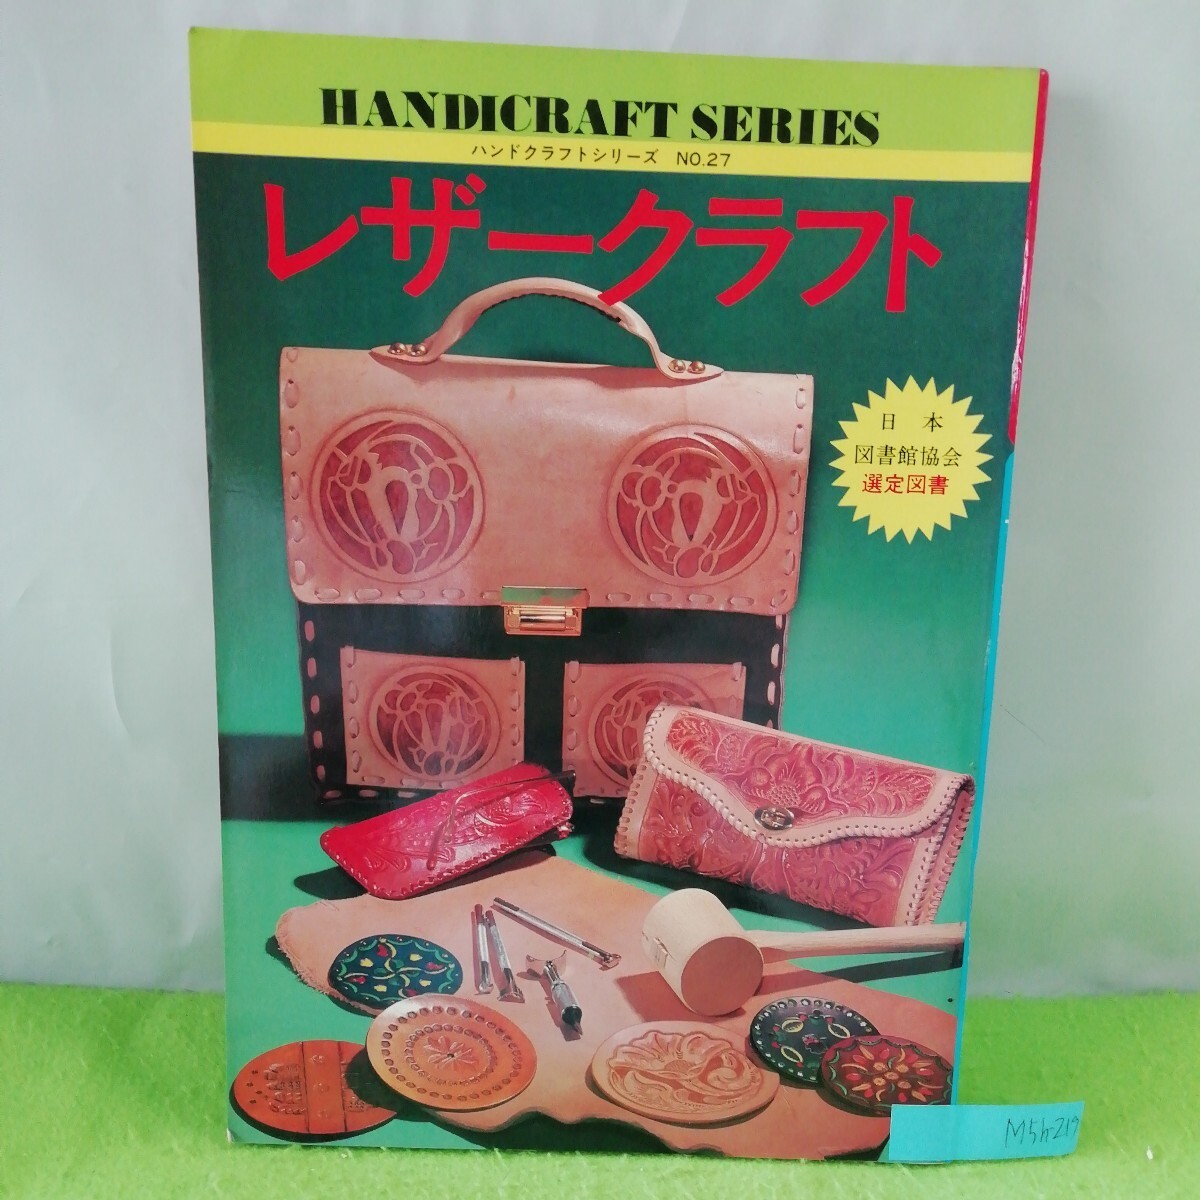 HANDICRAFT SERIES
ハンドクラフトシリーズ NO.27
レザークラフト
日本
図書館協会
選定図書